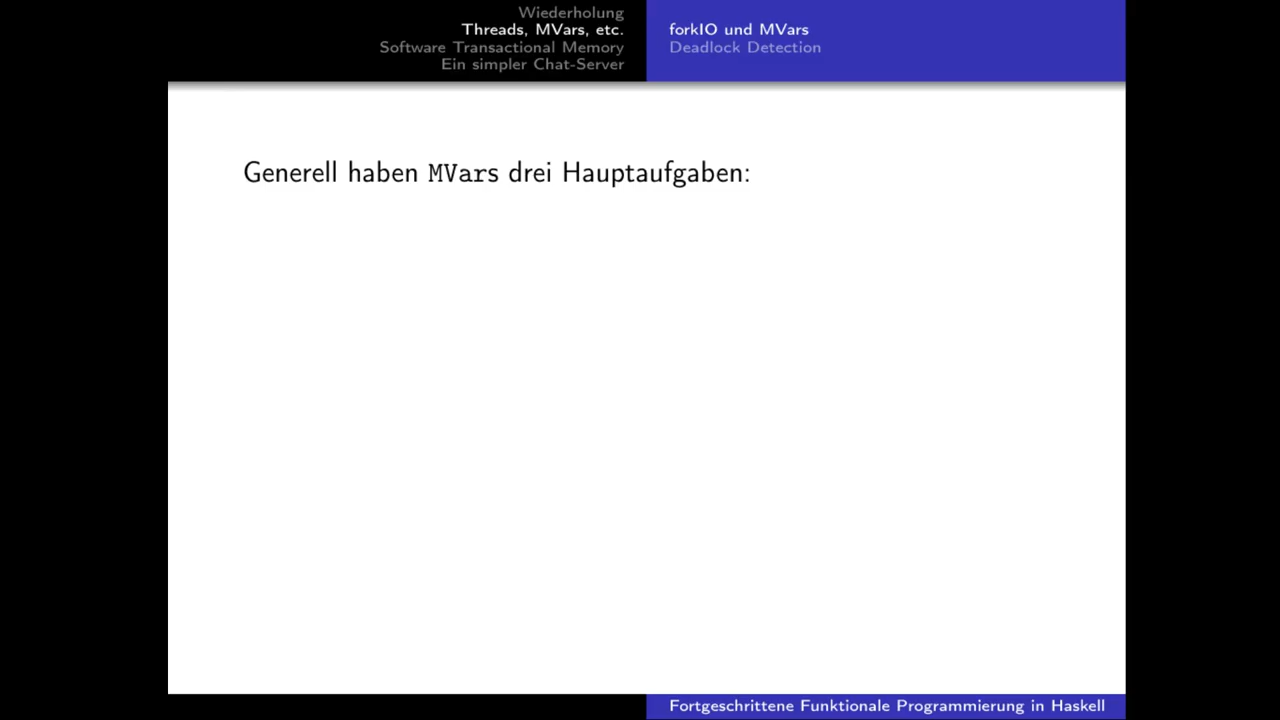 Wiederholung
Threads, MVars, etc.
Software Transactional Memory
Ein simpler Chat-Server
forkIO und MVars
Deadlock Detection
Generell haben MVars drei Hauptaufgaben:
Fortgeschrittene Funktionale Programmierung in Haskell